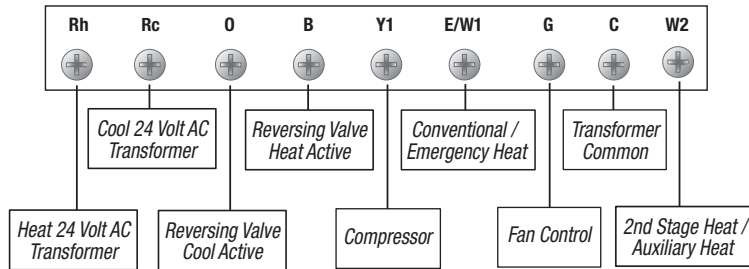 Rh Rc O B Y1 E/W1 G C W2
Cool 24 Volt AC
Transformer
Reversing Valve
Heat Active
Conventional /
Emergency Heat
Transformer
Common
Heat 24 Volt AC
Transformer
Reversing Valve
Cool Active
Compressor
Fan Control
2nd Stage Heat /
Auxiliary Heat